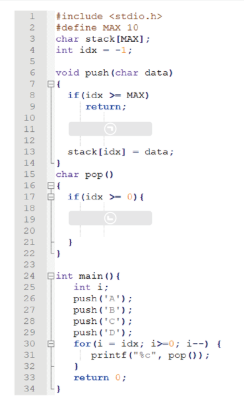 1 #include <stdio.h>
2 #define MAX 10
3 char stack[MAX];
4 int idx = -1;
5
6 void push(char data)
7 {
8 if(idx >= MAX)
9 return;
10
11
12
13 stack[idx] = data;
14 }
15 char pop()
16 {
17 if(idx >= 0){
18
19
20
21 }
22 }
23
24 int main(){
25 int i;
26 push('A');
27 push('B');
28 push('C');
29 push('D');
30 for(i = idx; i>=0; i--) {
31 printf("%c", pop());
32 }
33 return 0;
34 }